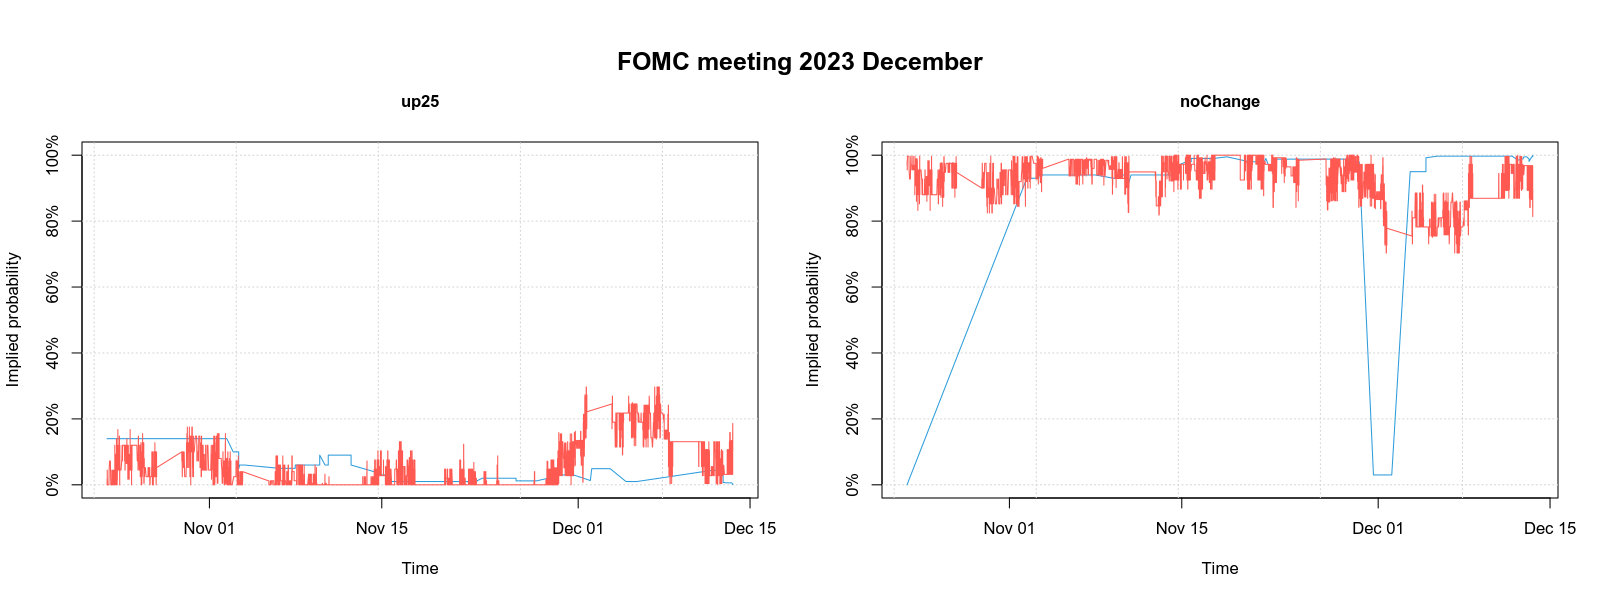 FOMC meeting 2023 December
up25
Implied probability
100%
80%
60%
40%
20%
0%
Nov 01 Nov 15 Dec 01 Dec 15
Time
noChange
Implied probability
100%
80%
60%
40%
20%
0%
Nov 01 Nov 15 Dec 01 Dec 15
Time